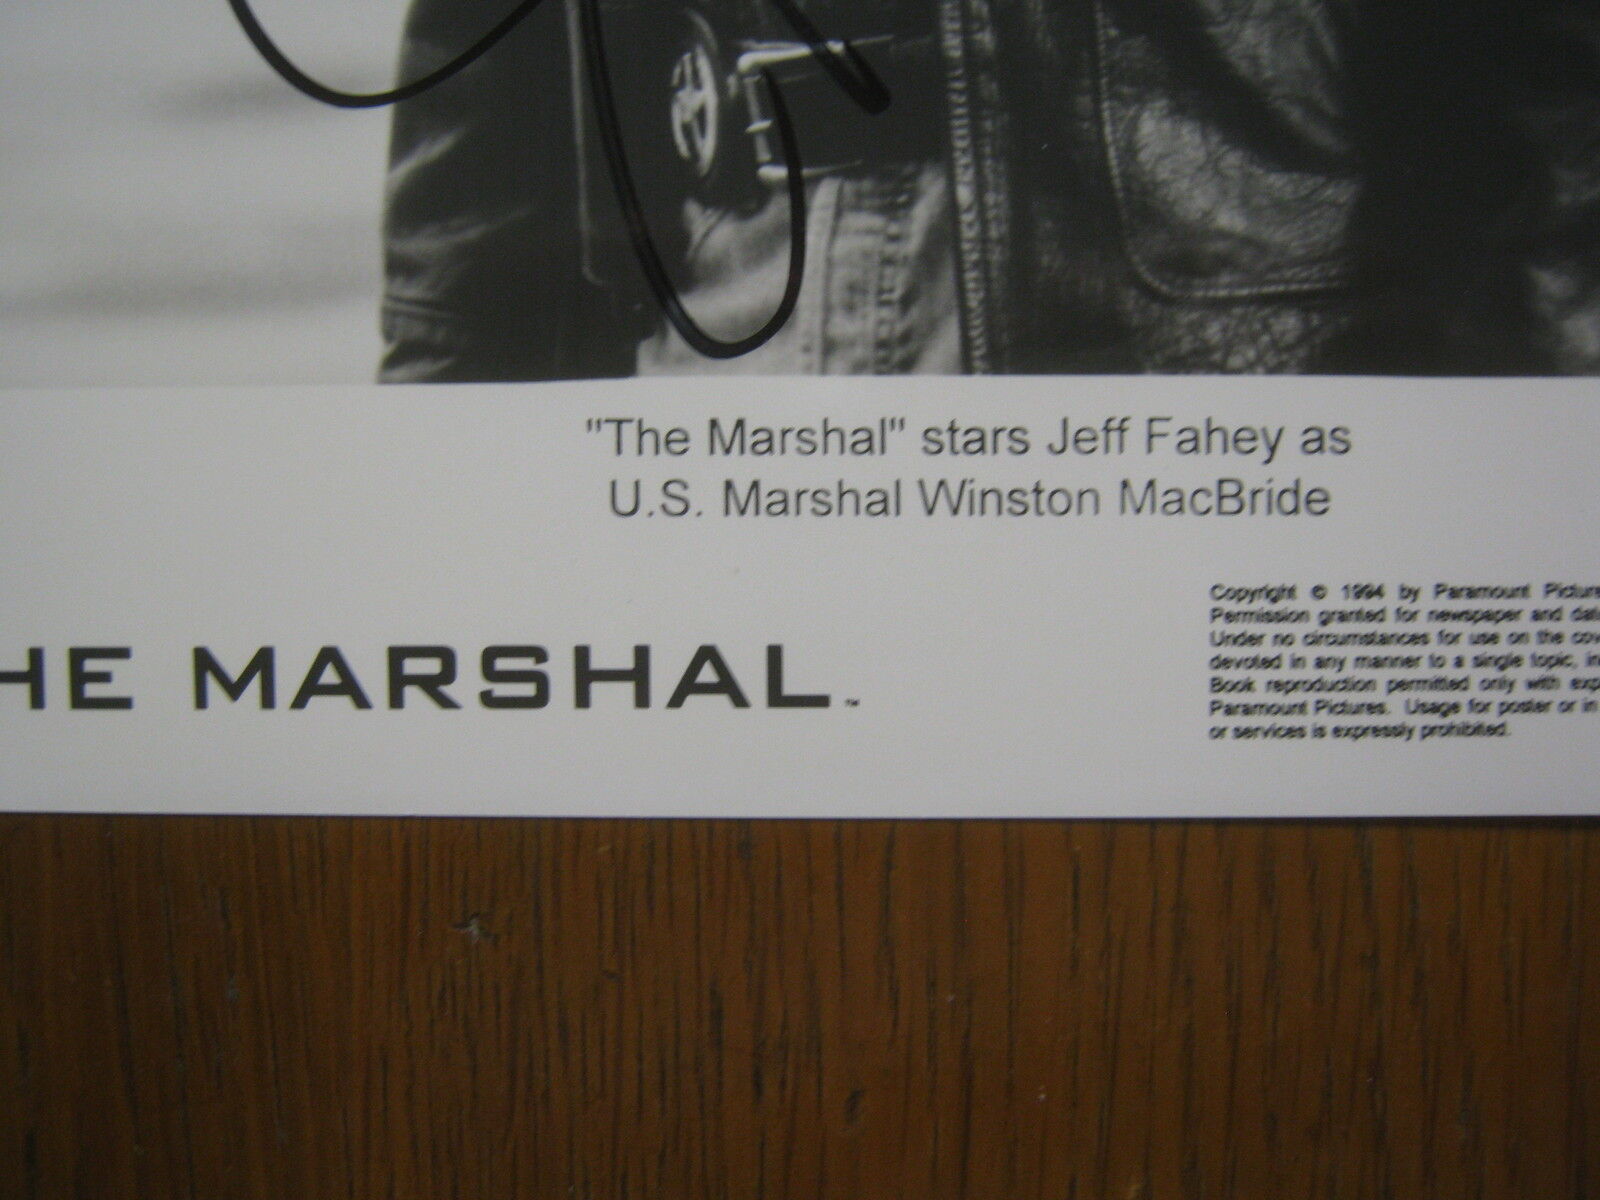 "The Marshal" stars Jeff Fahey as
U.S. Marshal Winston MacBride
HE MARSHAL™
Copyright © 1994 by Paramount Picture
Permission granted for newspaper and
Under no circumstances for use on the
devoted in any manner to a single topic,
Book reproduction permitted only with
Paramount Pictures. Usage for poster or in
or services is expressly prohibited.